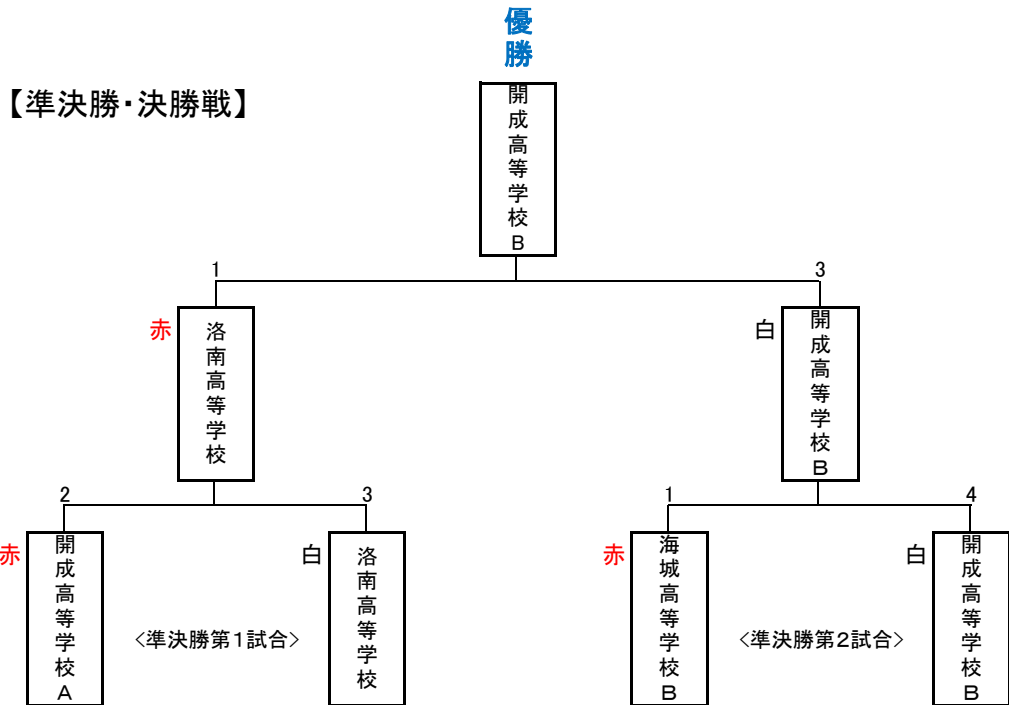 優勝
【準決勝・決勝戦】
開成高等学校B
1
3
赤
洛南高等学校
白
開成高等学校B
2
3
1
4
赤
開成高等学校A
<準決勝第1試合>
白
洛南高等学校
赤
海城高等学校B
<準決勝第2試合>
白
開成高等学校B